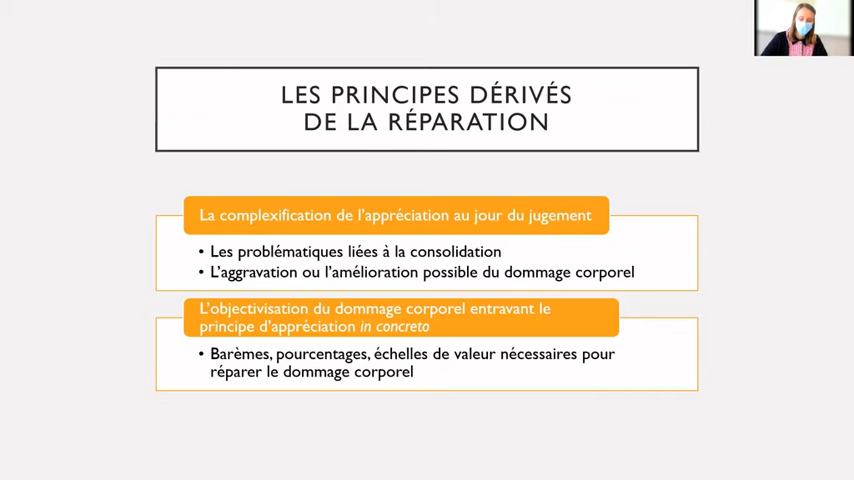 LES PRINCIPES DÉRIVÉS
DE LA RÉPARATION
La complexification de l'appréciation au jour du jugement
• Les problématiques liées à la consolidation
• L'aggravation ou l'amélioration possible du dommage corporel
L'objectivisation du dommage corporel entravant le
principe d'appréciation in concreto
• Barèmes, pourcentages, échelles de valeur nécessaires pour
réparer le dommage corporel